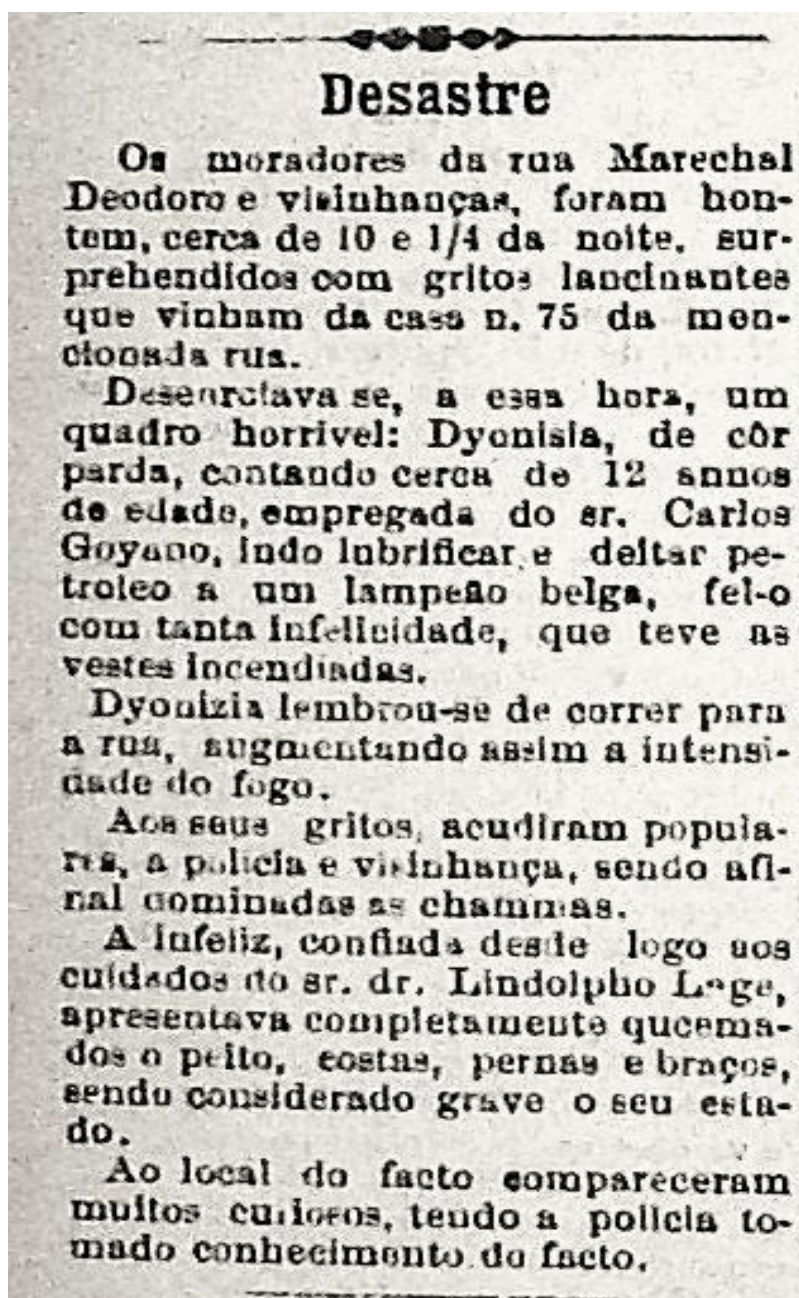 Desastre
Os moradores da rua Marechal
Deodoro e visinhanças, foram hon-
tem, cerca de 10 e 1/4 da noite, sur-
prehendidos com gritos lancinantes
que vinham da casa n. 75 da men-
cionada rua.
Desenrolava se, a essa hora, um
quadro horrivel: Dyonisia, de côr
parda, contando cerca de 12 annos
de edade, empregada do sr. Carlos
Goyano, indo lubrificar e deitar pe-
troleo a um lampeão belga, fel-o
com tanta infelicidade, que teve as
vestes incendiadas.
Dyonizia lembrou-se de correr para
a rua, augmentando assim a intensi-
dade do fogo.
Aos seus gritos, acudiram popula-
res, a policia e visinhança, sendo afi-
nal dominadas as chammas.
A infeliz, confiada desde logo aos
cuidados do sr. dr. Lindolpho Lage,
apresentava completamente qucema-
dos o peito, costas, pernas e braços,
sendo considerado grave o seu esta-
do.
Ao local do facto compareceram
muitos curiosos, tendo a policia to-
mado conhecimento do facto.